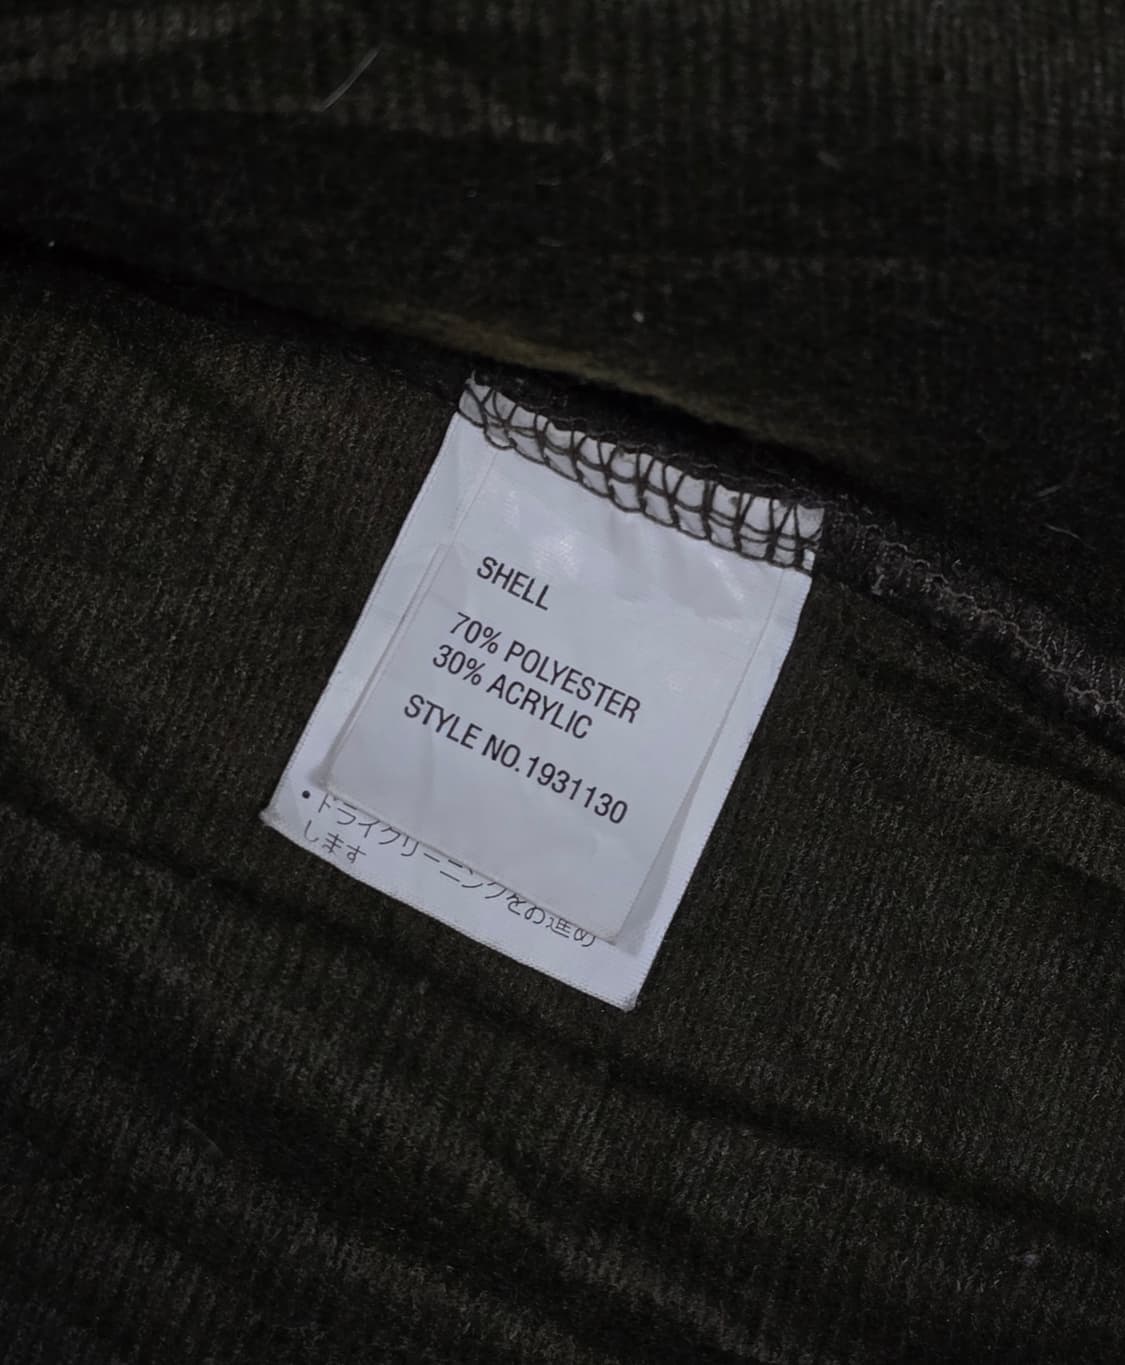 SHELL
70% POLYESTER
30% ACRYLIC
STYLE NO.1931130
・ドライクリーニングをお進め
します